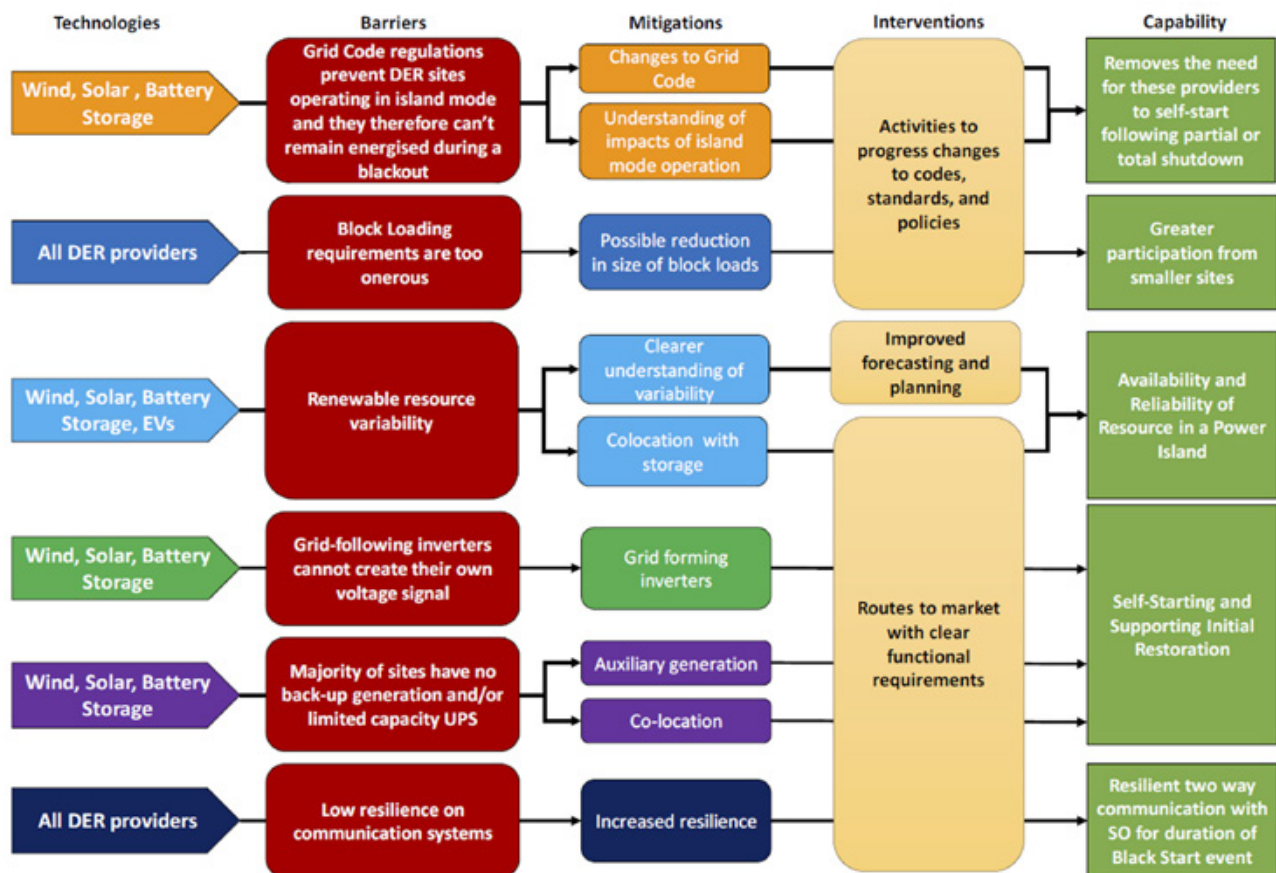 Technologies
Barriers
Mitigations
Interventions
Capability
Wind, Solar , Battery
Storage
Grid Code regulations
prevent DER sites
operating in island mode
and they therefore can't
remain energised during a
blackout
Changes to Grid
Code
Understanding of
impacts of island
mode operation
Activities to
progress changes
to codes,
standards, and
policies
Removes the need
for these providers
to self-start
following partial or
total shutdown
All DER providers
Block Loading
requirements are too
onerous
Possible reduction
in size of block loads
Greater
participation from
smaller sites
Wind, Solar, Battery
Storage, EVs
Renewable resource
variability
Clearer
understanding of
variability
Colocation with
storage
Improved
forecasting and
planning
Availability and
Reliability of
Resource in a Power
Island
Wind, Solar, Battery
Storage
Grid-following inverters
cannot create their own
voltage signal
Grid forming
inverters
Routes to market
with clear
functional
requirements
Self-Starting and
Supporting Initial
Restoration
Wind, Solar, Battery
Storage
Majority of sites have no
back-up generation and/or
limited capacity UPS
Auxiliary generation
Co-location
All DER providers
Low resilience on
communication systems
Increased resilience
Resilient two way
communication with
SO for duration of
Black Start event